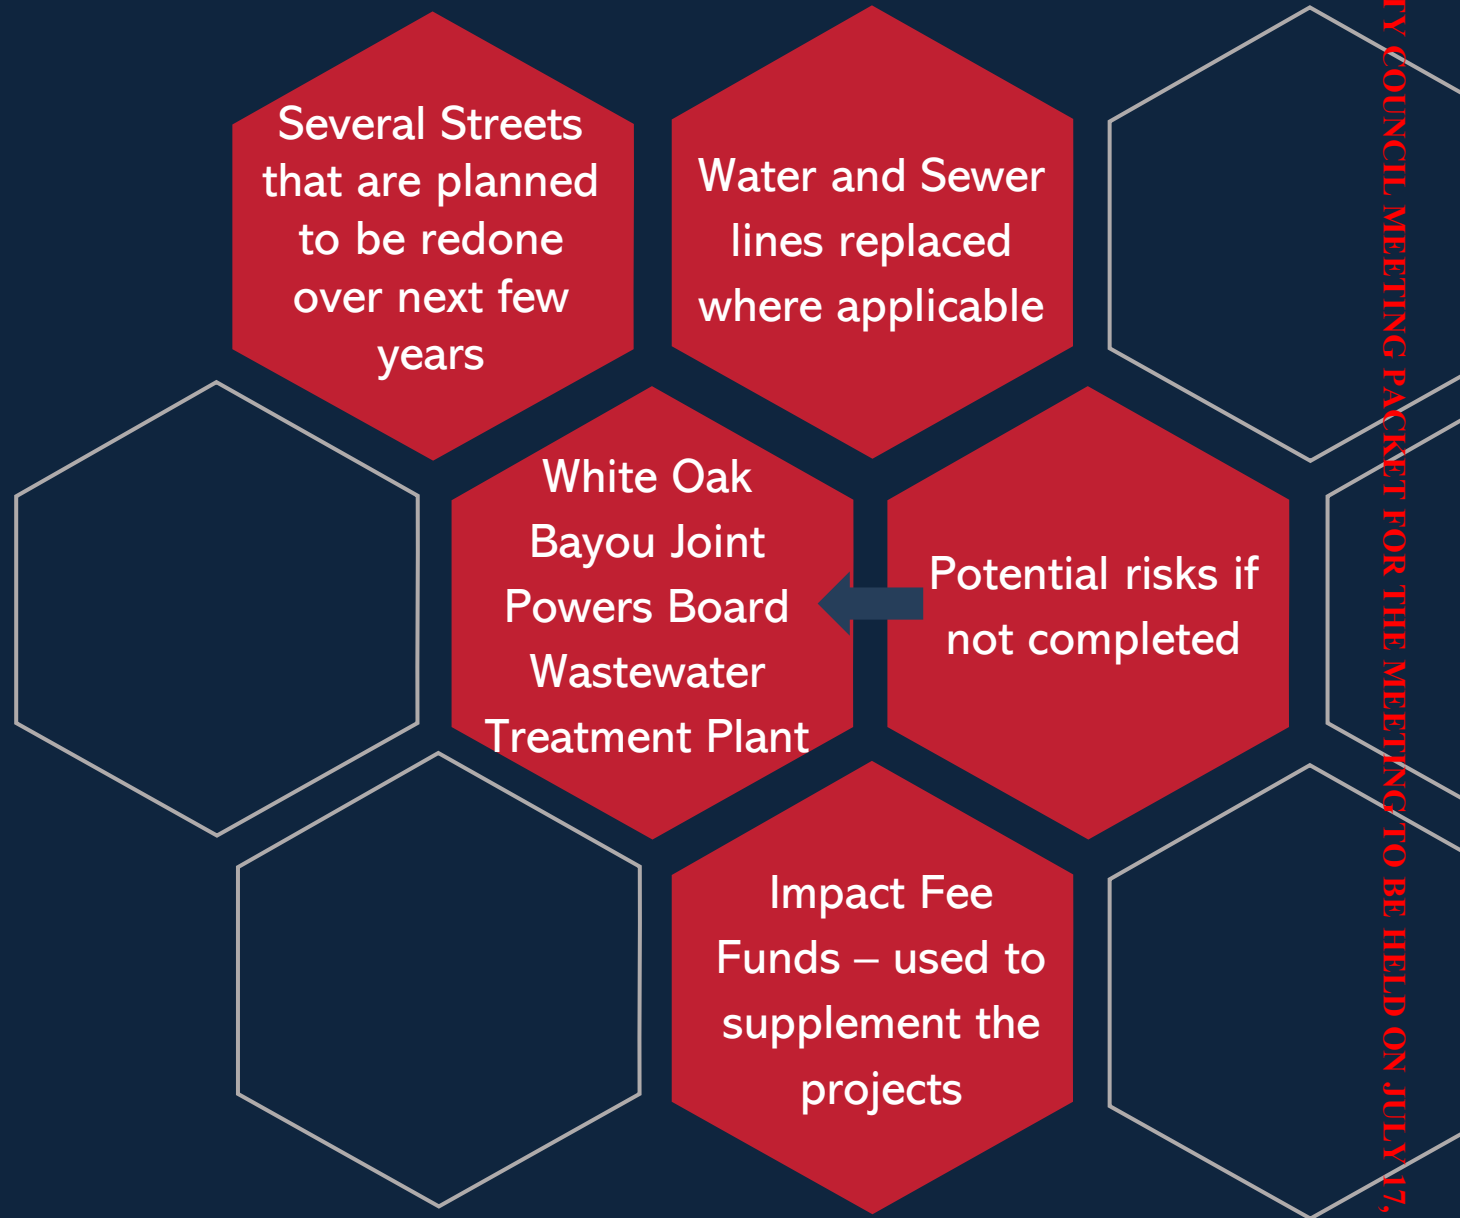 Several Streets
that are planned
to be redone
over next few
years
Water and Sewer
lines replaced
where applicable
White Oak
Bayou Joint
Powers Board
Wastewater
Treatment Plant
Potential risks if
not completed
Impact Fee
Funds – used to
supplement the
projects
TY COUNCIL MEETING PACKET FOR THE MEETING TO BE HELD ON JULY 17,